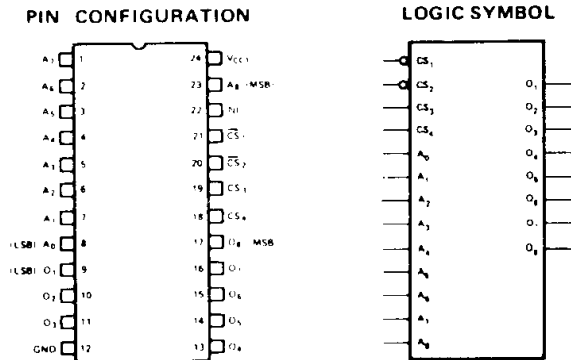 PIN CONFIGURATION
A7 1
A6 2
A5 3
A4 4
A3 5
A2 6
A1 7
(LSB) A0 8
(LSB) O1 9
O2 10
O3 11
GND 12
24 VCC1
23 A8 (MSB)
22
21 CS1
20 CS2
19 CS3
18 CS4
17 O8 MSB
16 O7
15 O6
14 O5
13 O4
LOGIC SYMBOL
CS1
CS2
CS3
CS4
A0
A1
A2
A3
A4
A5
A6
A7
A8
O1
O2
O3
O4
O5
O6
O7
O8